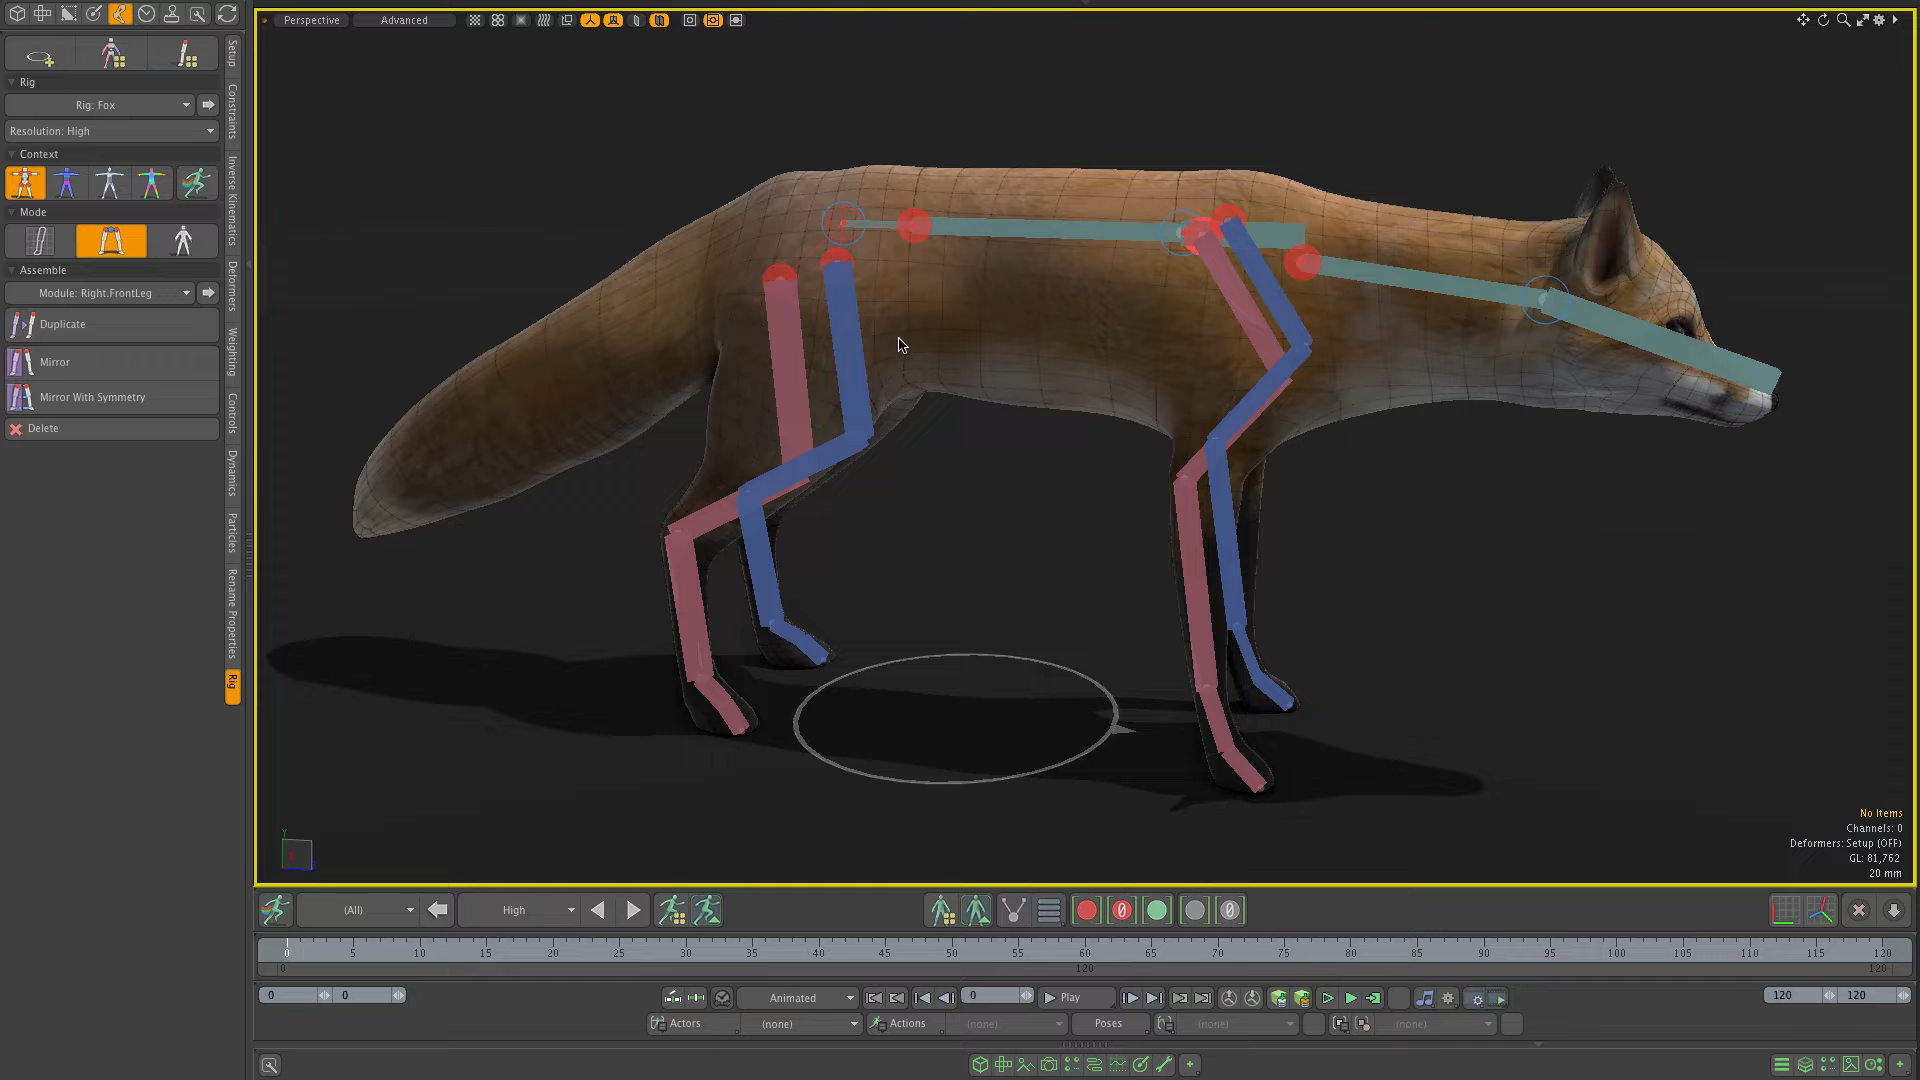 Perspective
Advanced
Rig
Rig: Fox
Resolution: High
Context
Mode
Assemble
Module: Right.FrontLeg
Duplicate
Mirror
Mirror With Symmetry
Delete
Setup
Constraints
Inverse Kinematics
Deformers
Weighting
Controls
Dynamics
Particles
Rename Properties
Rig
No Items
Channels: 0
Deformers: Setup (OFF)
GL: 81,762
20 mm
Y
(All)
High
0
0
0 5 10 15 20 25 30 35 40 45 50 55 60 65 70 75 80 85 90 95 100 105 110 115 120
0 120 120
0 0
Animated
0
Play
120 120
Actors
(none)
Actions
(none)
Poses
(none)
(none)